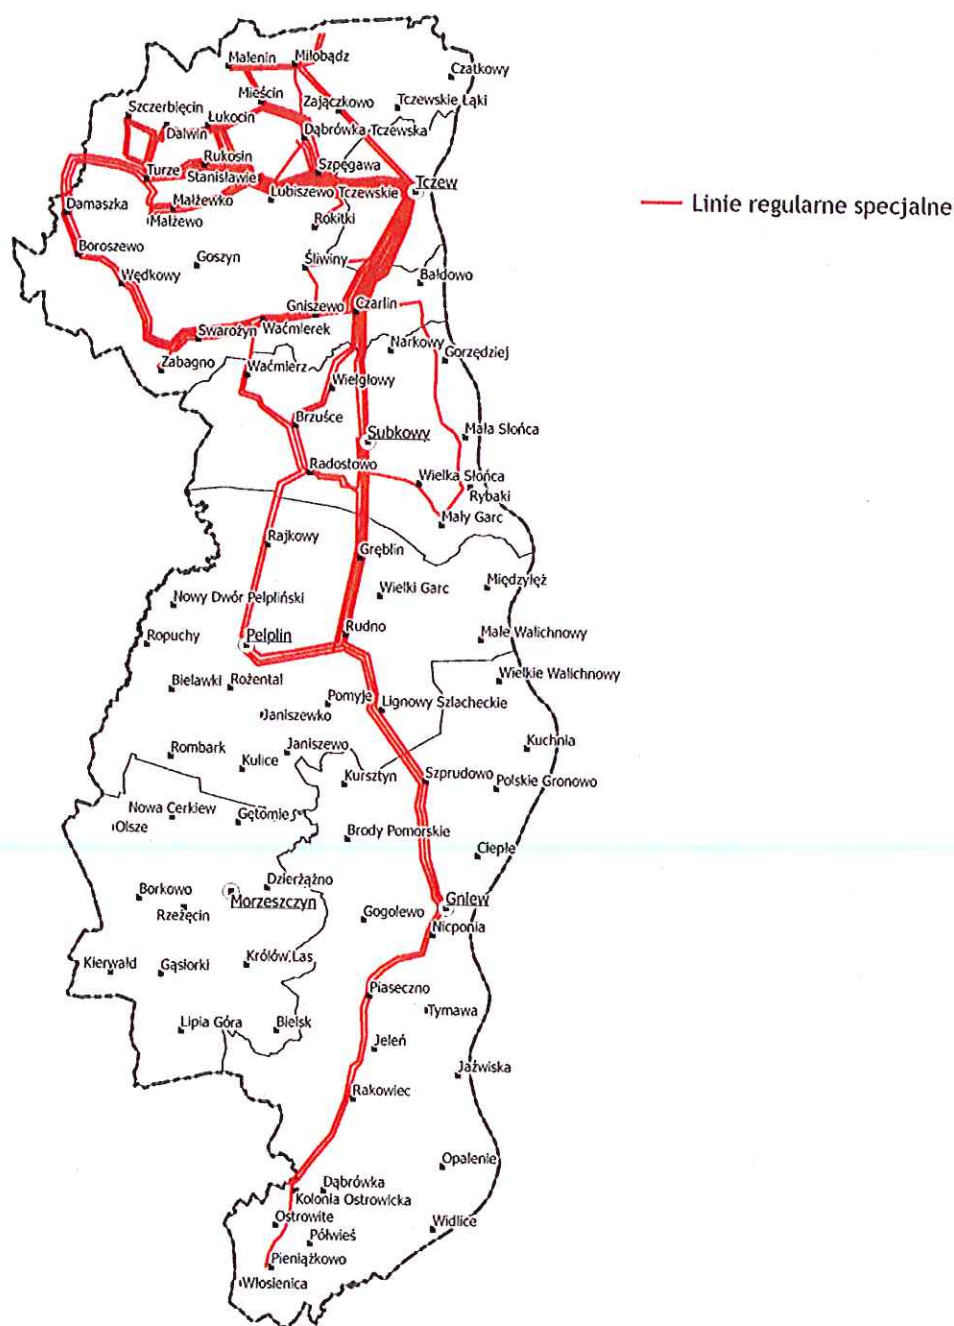 Malenin
Miłobądz
Czatkowy
Mieścin
Zajączkowo
Tczewskie Łąki
Szczerbięcin
Łukocin
Dalwin
Dąbrówka Tczewska
Rukosin
Szpęgawa
Turze
Stanisławie
Tczew
Lubiszewo Tczewskie
Linie regularne specjalne
Małżewko
Damaszka
Małżewo
Rokitki
Boroszewo
Goszyn
Śliwiny
Wędkowy
Bałdowo
Gniszewo
Czarlin
Swarożyn
Waćmierek
Narkowy
Gorzędziej
Zabagno
Waćmierz
Wielgłowy
Brzuśce
Subkowy
Mała Słońca
Radostowo
Wielka Słońca
Rybaki
Mały Garc
Rajkowy
Gręblin
Międzyłęż
Wielki Garc
Nowy Dwór Pelpliński
Rudno
Ropuchy
Pelplin
Małe Walichnowy
Wielkie Walichnowy
Bielawki
Rożental
Pomyje
Lignowy Szlacheckie
Janiszewko
Kuchnia
Rombark
Janiszewo
Kulice
Kursztyn
Szprudowo
Polskie Gronowo
Nowa Cerkiew
Gętomie
Olsze
Brody Pomorskie
Ciepłe
Dzierżążno
Borkowo
Morzeszczyn
Gniew
Rzeżęcin
Gogolewo
Nicponia
Kierwałd
Gąsiorki
Królów Las
Piaseczno
Tymawa
Lipia Góra
Bielsk
Jeleń
Jaźwiska
Rakowiec
Opalenie
Dąbrówka
Kolonia Ostrowicka
Ostrowite
Widlice
Półwieś
Pieniążkowo
Włosienica